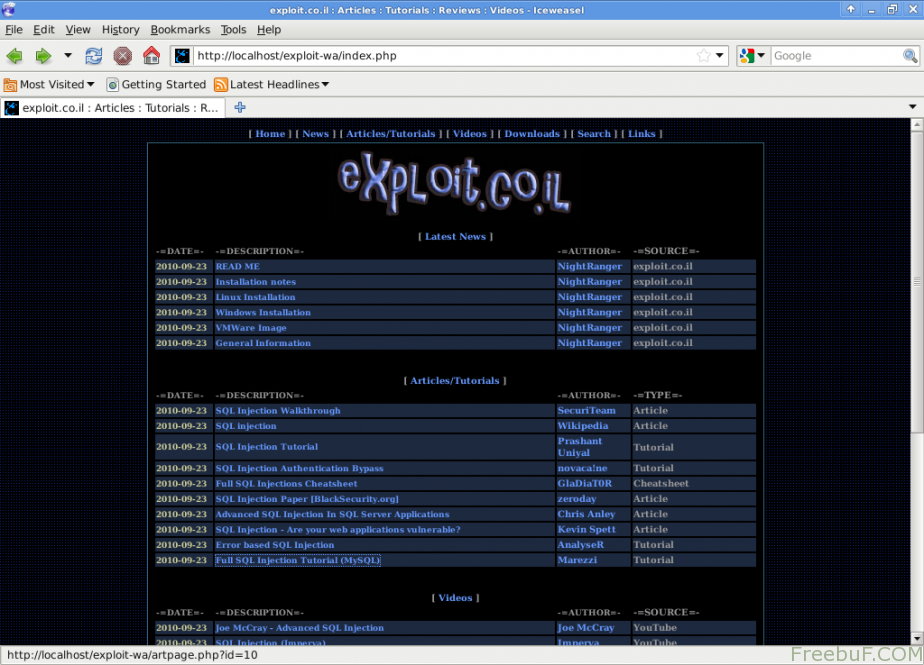 exploit.co.il : Articles : Tutorials : Reviews : Videos - Iceweasel
File Edit View History Bookmarks Tools Help
http://localhost/exploit-wa/index.php
Google
Most Visited Getting Started Latest Headlines
exploit.co.il : Articles : Tutorials : R...
[ Home ] [ News ] [ Articles/Tutorials ] [ Videos ] [ Downloads ] [ Search ] [ Links ]
eXpLoit.co.iL
[ Latest News ]
-=DATE=- -=DESCRIPTION=- -=AUTHOR=- -=SOURCE=-
2010-09-23 READ ME NightRanger exploit.co.il
2010-09-23 Installation notes NightRanger exploit.co.il
2010-09-23 Linux Installation NightRanger exploit.co.il
2010-09-23 Windows Installation NightRanger exploit.co.il
2010-09-23 VMWare Image NightRanger exploit.co.il
2010-09-23 General Information NightRanger exploit.co.il
[ Articles/Tutorials ]
-=DATE=- -=DESCRIPTION=- -=AUTHOR=- -=TYPE=-
2010-09-23 SQL Injection Walkthrough SecuriTeam Article
2010-09-23 SQL injection Wikipedia Article
2010-09-23 SQL Injection Tutorial Prashant Uniyal Tutorial
2010-09-23 SQL Injection Authentication Bypass novaca!ne Tutorial
2010-09-23 Full SQL Injections Cheatsheet GlaDiaT0R Cheatsheet
2010-09-23 SQL Injection Paper [BlackSecurity.org] zeroday Article
2010-09-23 Advanced SQL Injection In SQL Server Applications Chris Anley Article
2010-09-23 SQL Injection - Are your web applications vulnerable? Kevin Spett Article
2010-09-23 Error based SQL Injection AnalyseR Tutorial
2010-09-23 Full SQL Injection Tutorial (MySQL) Marezzi Tutorial
[ Videos ]
-=DATE=- -=DESCRIPTION=- -=AUTHOR=- -=SOURCE=-
2010-09-23 Joe McCray - Advanced SQL Injection Joe McCray YouTube
2010-09-23 SQL Injection (Imperva) Imperva YouTube
http://localhost/exploit-wa/artpage.php?id=10
FreebuF.COM